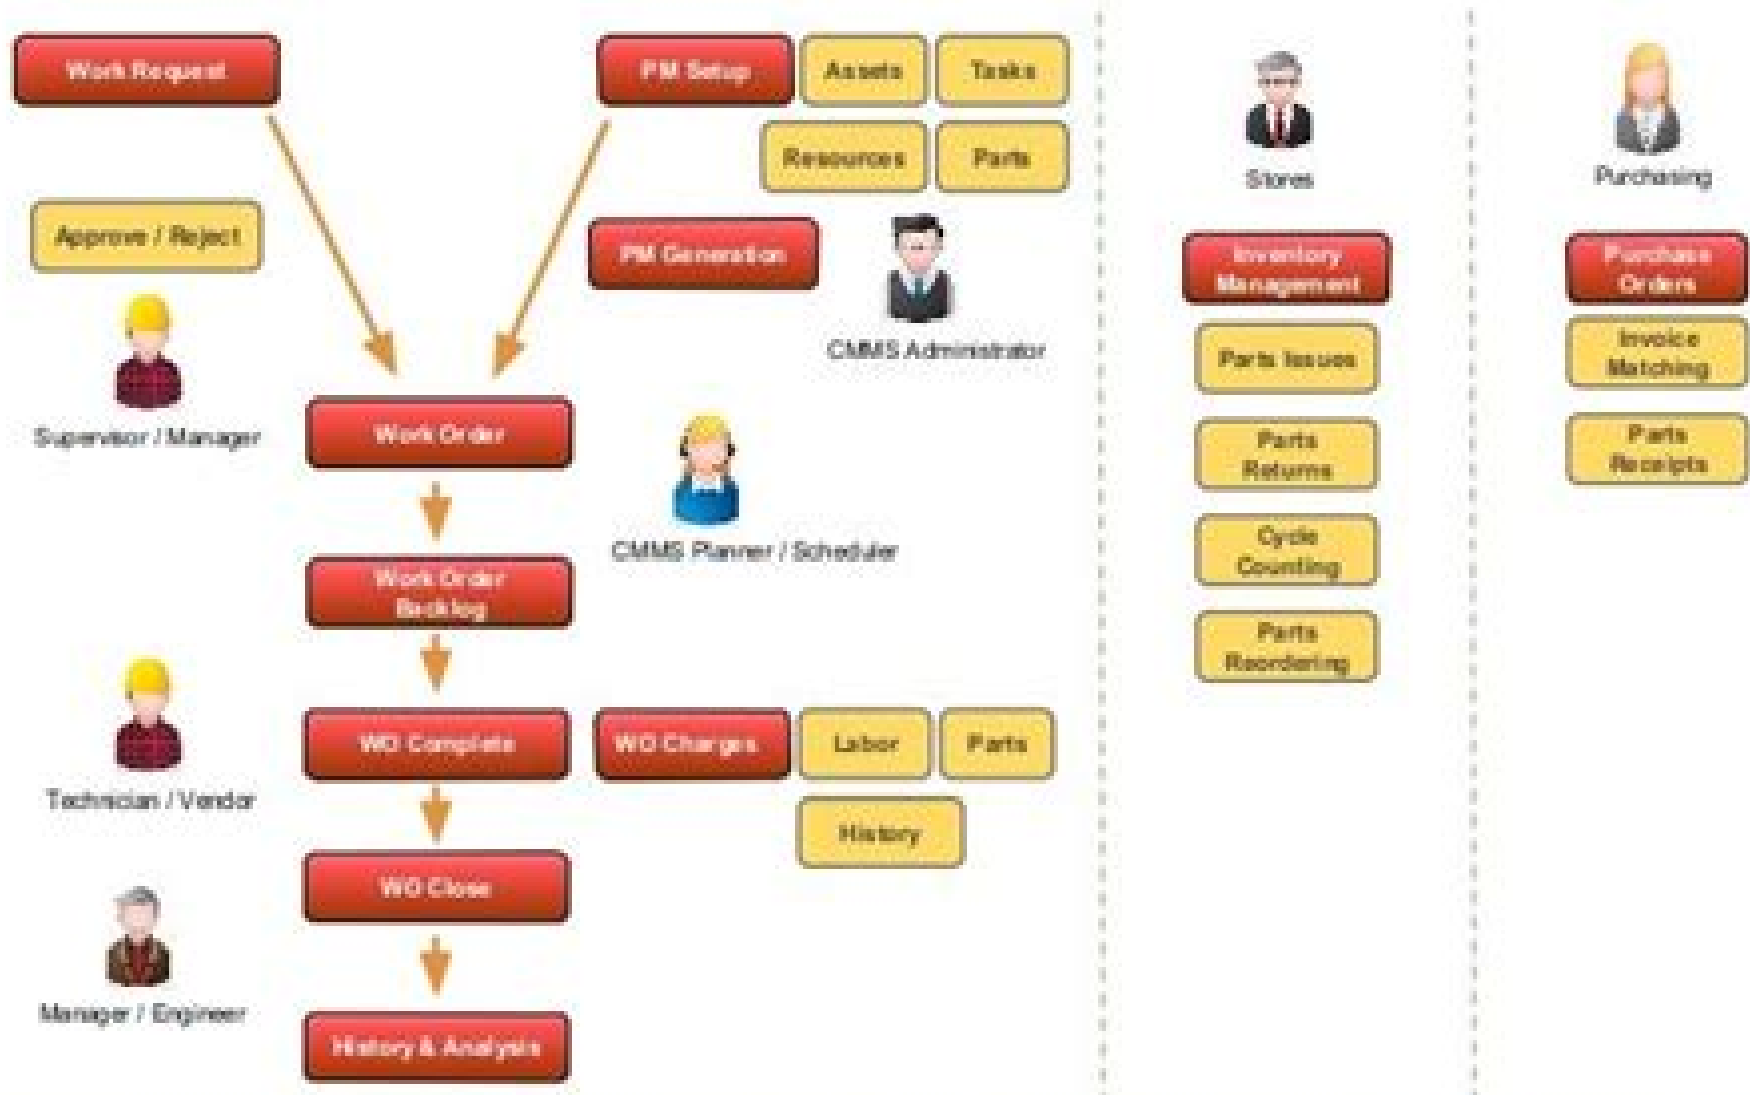 Work Request
PM Setup
Assets
Tasks
Resources
Parts
Approve / Reject
PM Generation
CMMS Administrator
Supervisor / Manager
Work Order
CMMS Planner / Scheduler
Work Order
Backlog
Technician / Vendor
WO Complete
WO Charges
Labor
Parts
History
WO Close
Manager / Engineer
History & Analysis
Stores
Inventory
Management
Parts Issues
Parts
Returns
Cycle
Counting
Parts
Reordering
Purchasing
Purchase
Orders
Invoice
Matching
Parts
Receipts